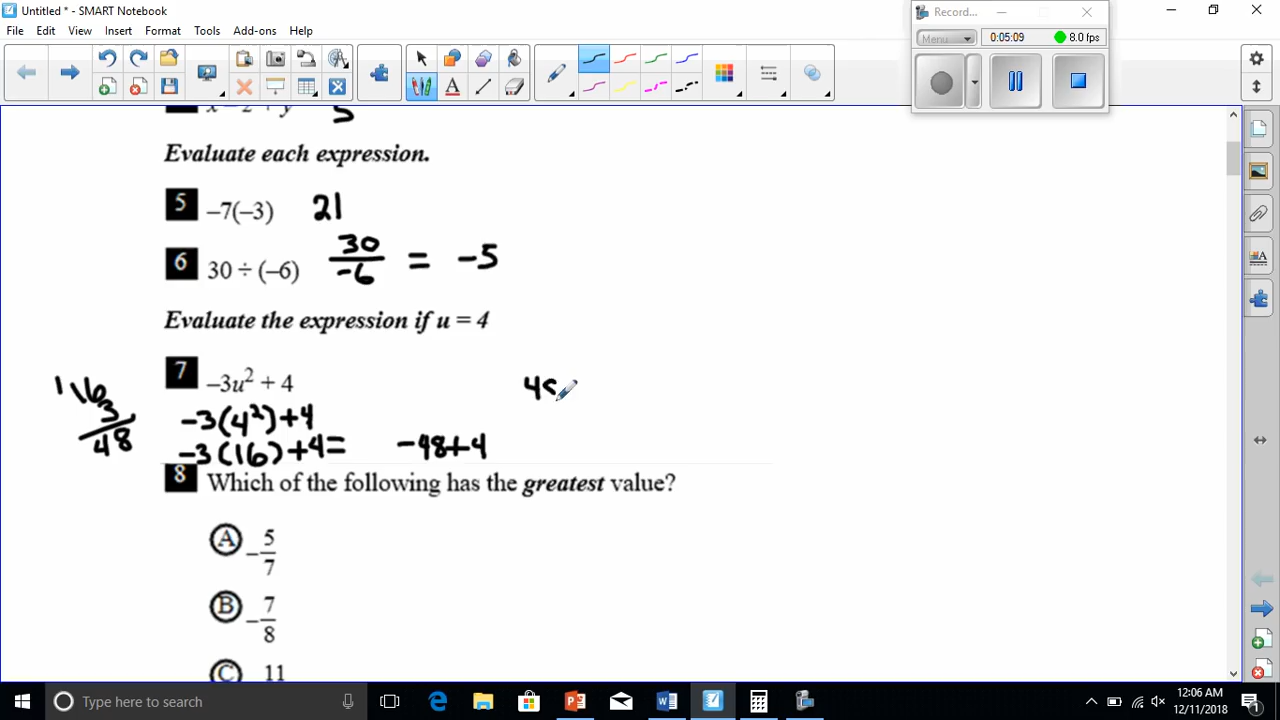 Untitled * - SMART Notebook
File Edit View Insert Format Tools Add-ons Help
Record...
Menu 0:05:09 8.0 fps
x – z + y 5
Evaluate each expression.
5 –7(–3) 21
6 30 ÷ (–6) 30/-6 = -5
Evaluate the expression if u = 4
7 –3u² + 4
1 16
3
48
-3(4²)+4
-3(16)+4= -48+4
48
8 Which of the following has the greatest value?
A –5/7
B –7/8
C 11
Type here to search
12:06 AM
12/11/2018